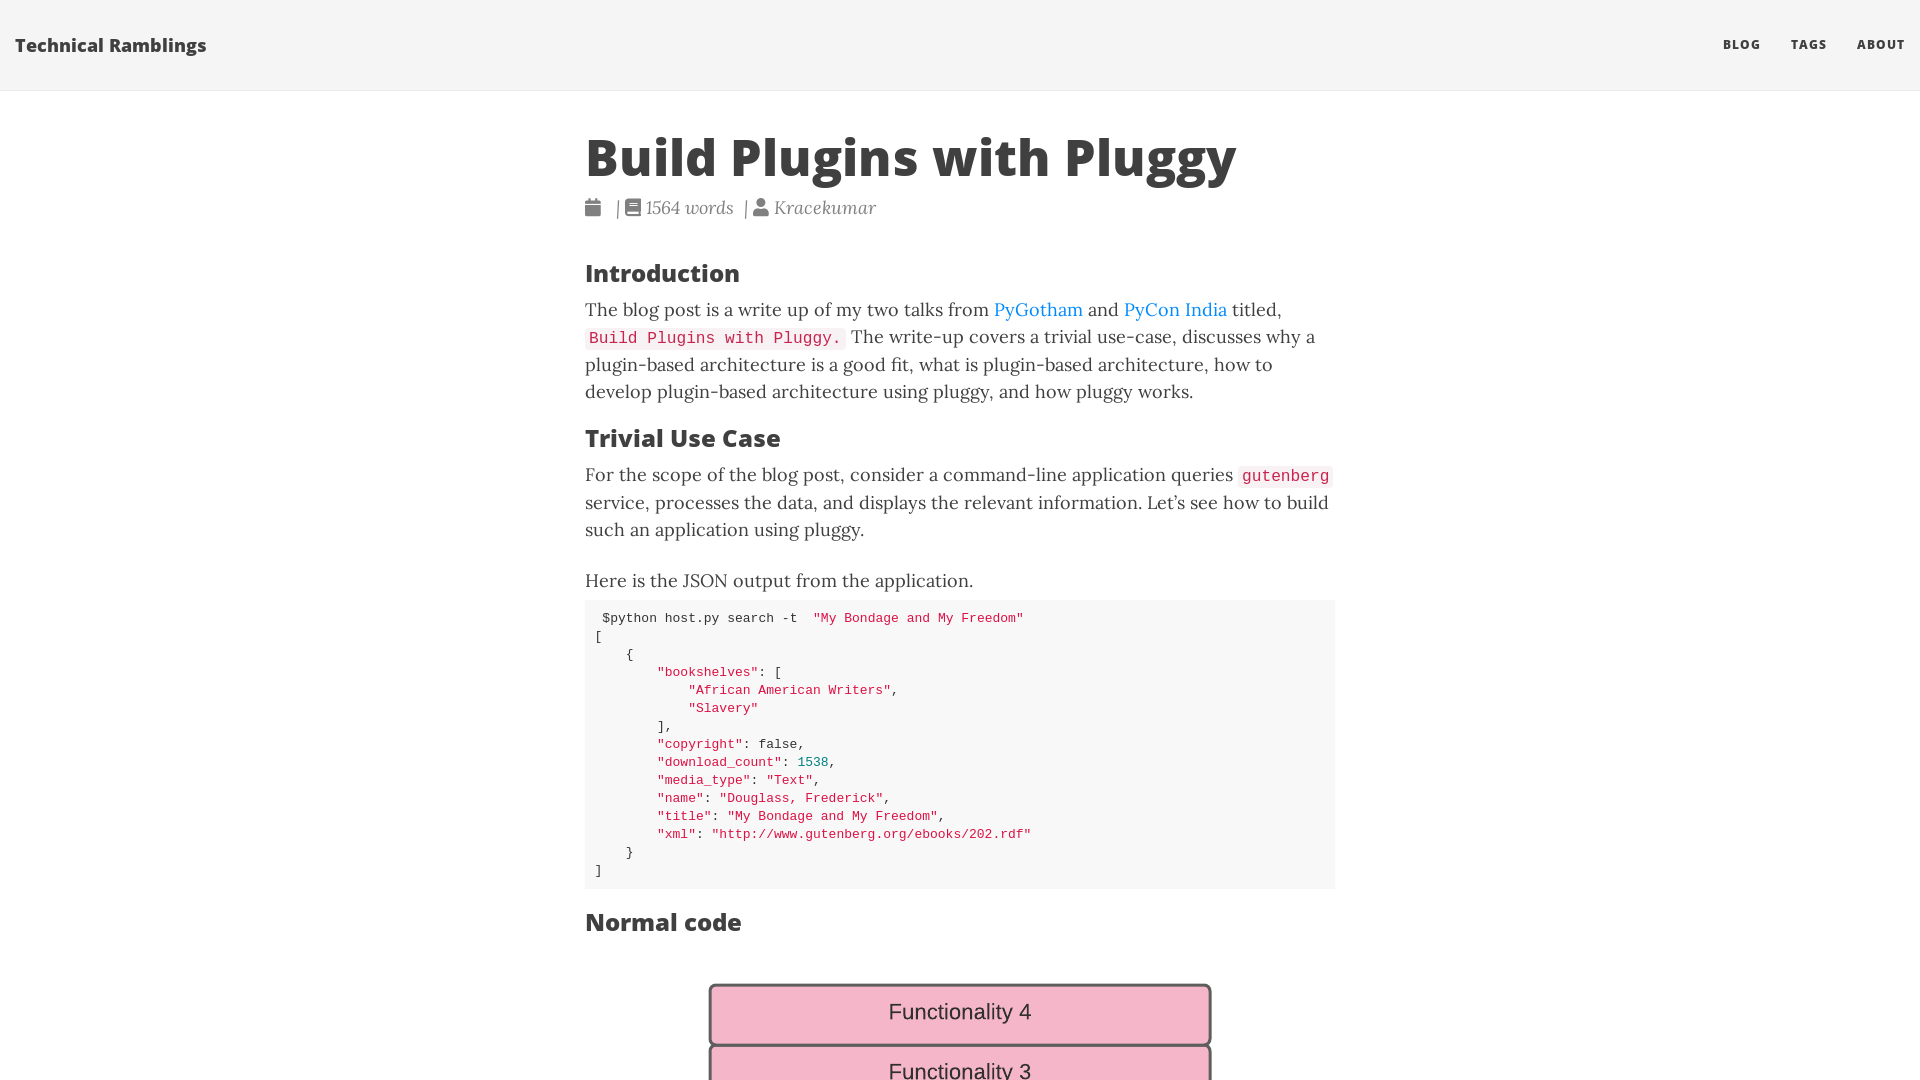 Technical Ramblings
BLOG TAGS ABOUT
Build Plugins with Pluggy
| 1564 words | Kracekumar
Introduction
The blog post is a write up of my two talks from PyGotham and PyCon India titled,
Build Plugins with Pluggy. The write-up covers a trivial use-case, discusses why a
plugin-based architecture is a good fit, what is plugin-based architecture, how to
develop plugin-based architecture using pluggy, and how pluggy works.
Trivial Use Case
For the scope of the blog post, consider a command-line application queries gutenberg
service, processes the data, and displays the relevant information. Let’s see how to build
such an application using pluggy.
Here is the JSON output from the application.
$python host.py search -t  "My Bondage and My Freedom"
[
    {
        "bookshelves": [
            "African American Writers",
            "Slavery"
        ],
        "copyright": false,
        "download_count": 1538,
        "media_type": "Text",
        "name": "Douglass, Frederick",
        "title": "My Bondage and My Freedom",
        "xml": "http://www.gutenberg.org/ebooks/202.rdf"
    }
]
Normal code
Functionality 4
Functionality 3